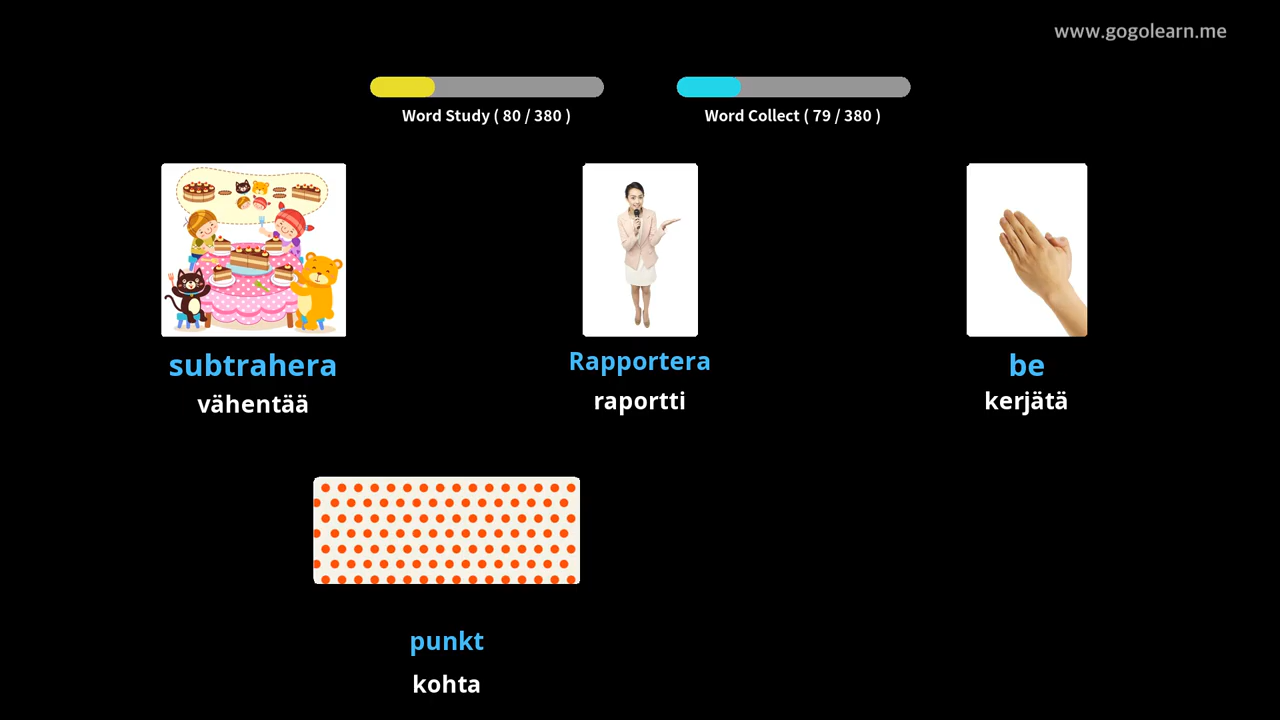 www.gogolearn.me
Word Study ( 80 / 380 )
Word Collect ( 79 / 380 )
subtrahera
vähentää
Rapportera
raportti
be
kerjätä
punkt
kohta